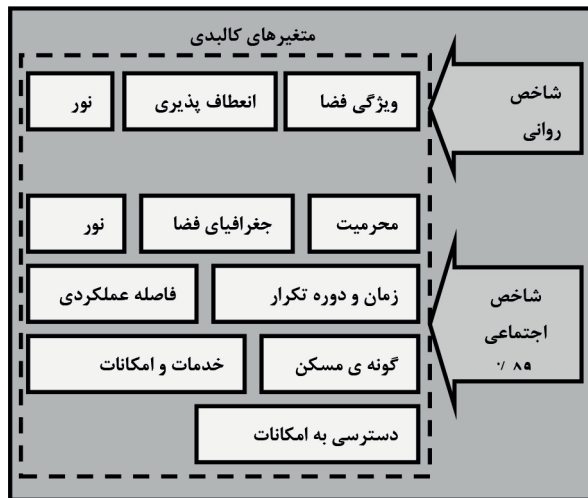 متغیرهای کالبدی
شاخص
روانی
ویژگی فضا
انعطاف پذیری
نور
محرمیت
جغرافیای فضا
نور
شاخص
اجتماعی
۰/۸۹
زمان و دوره تکرار
فاصله عملکردی
گونه ی مسکن
خدمات و امکانات
دسترسی به امکانات